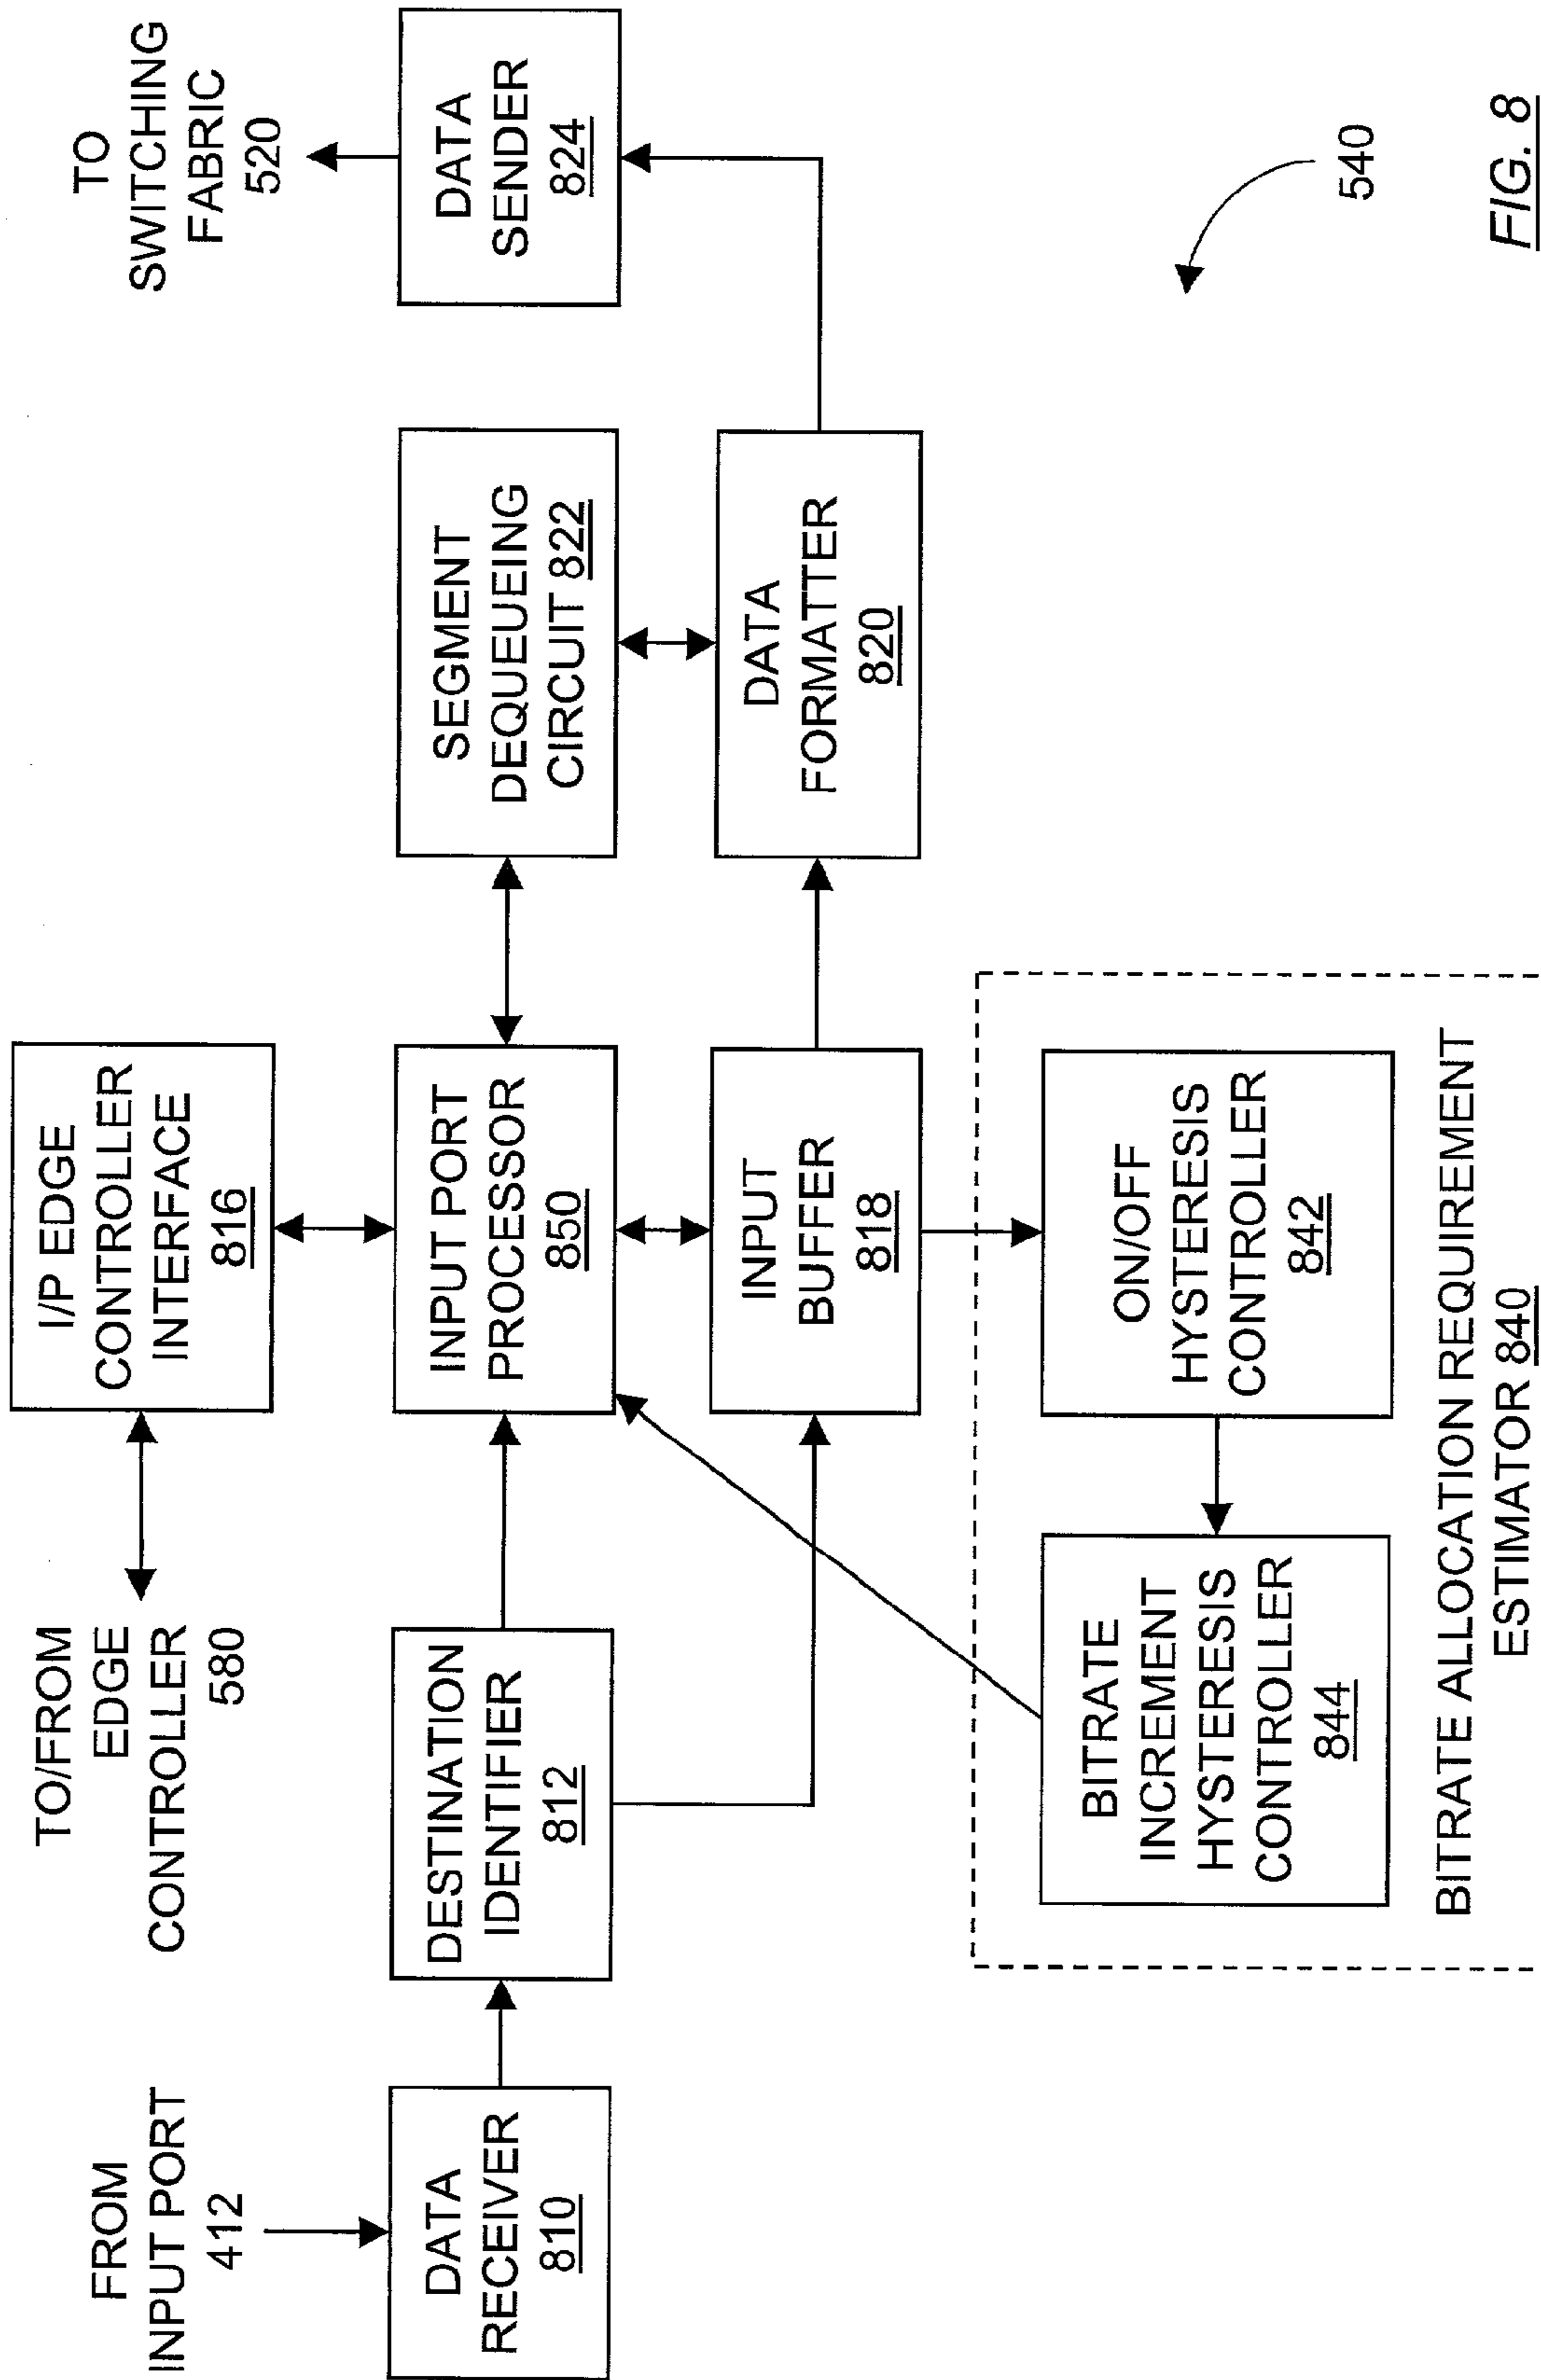 FROM
INPUT PORT
412
DATA
RECEIVER
810
TO/FROM
EDGE
CONTROLLER
580
DESTINATION
IDENTIFIER
812
I/P EDGE
CONTROLLER
INTERFACE
816
INPUT PORT
PROCESSOR
850
INPUT
BUFFER
818
SEGMENT
DEQUEUEING
CIRCUIT 822
DATA
FORMATTER
820
TO
SWITCHING
FABRIC
520
DATA
SENDER
824
BITRATE
INCREMENT
HYSTERESIS
CONTROLLER
844
ON/OFF
HYSTERESIS
CONTROLLER
842
BITRATE ALLOCATION REQUIREMENT
ESTIMATOR 840
540
FIG. 8